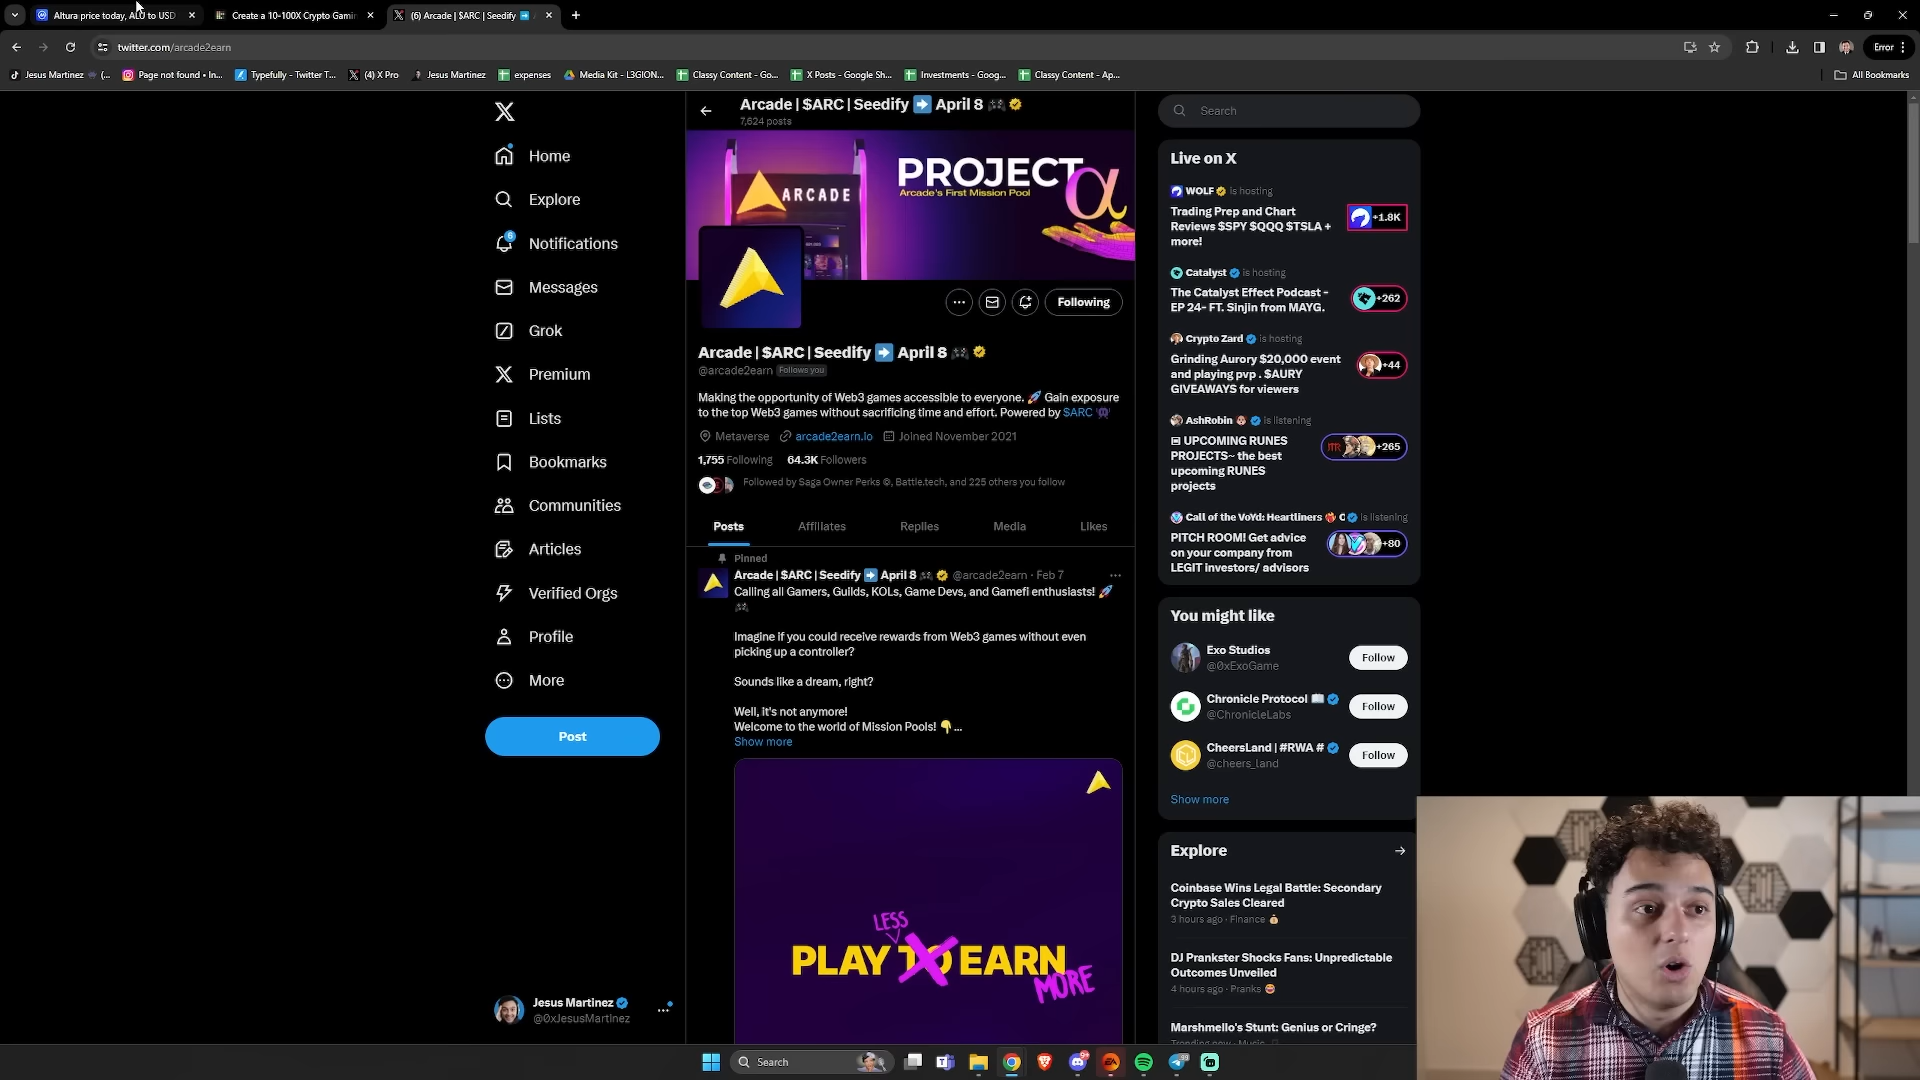 Altura price today, ALU to USD
Create a 10-100X Crypto Gami
(6) Arcade | $ARC | Seedify ➡️
twitter.com/arcade2earn
Error
Jesus Martinez 👾 (...
Page not found • In...
Typefully - Twitter T...
(4) X Pro
Jesus Martinez
expenses
Media Kit - L3GION...
Classy Content - Go...
X Posts - Google Sh...
Investments - Goog...
Classy Content - Ap...
All Bookmarks
Home
Explore
6
Notifications
Messages
Grok
Premium
Lists
Bookmarks
Communities
Articles
Verified Orgs
Profile
More
Post
Jesus Martinez
@0xJesusMartinez
Arcade | $ARC | Seedify ➡️ April 8 🎮
7,624 posts
ARCADE
PROJECT α
Arcade's First Mission Pool
Following
Arcade | $ARC | Seedify ➡️ April 8 🎮
@arcade2earn Follows you
Making the opportunity of Web3 games accessible to everyone. 🚀 Gain exposure
to the top Web3 games without sacrificing time and effort. Powered by $ARC 👾
Metaverse arcade2earn.io Joined November 2021
1,755 Following 64.3K Followers
Followed by Saga Owner Perks ©, Battle.tech, and 225 others you follow
Posts Affiliates Replies Media Likes
Pinned
Arcade | $ARC | Seedify ➡️ April 8 🎮 @arcade2earn · Feb 7
Calling all Gamers, Guilds, KOLs, Game Devs, and Gamefi enthusiasts! 🚀
🎮
Imagine if you could receive rewards from Web3 games without even
picking up a controller?
Sounds like a dream, right?
Well, it's not anymore!
Welcome to the world of Mission Pools! 👇...
Show more
LESS
PLAY TO EARN
MORE
Search
Live on X
WOLF is hosting
Trading Prep and Chart
Reviews $SPY $QQQ $TSLA +
more!
+1.8K
Catalyst is hosting
The Catalyst Effect Podcast -
EP 24- FT. Sinjin from MAYG.
+262
Crypto Zard is hosting
Grinding Aurory $20,000 event
and playing pvp . $AURY
GIVEAWAYS for viewers
+44
AshRobin is listening
UPCOMING RUNES
PROJECTS~ the best
upcoming RUNES
projects
+265
Call of the VoYd: Heartliners C is listening
PITCH ROOM! Get advice
on your company from
LEGIT investors/ advisors
+80
You might like
Exo Studios
@0xExoGame
Follow
Chronicle Protocol
@ChronicleLabs
Follow
CheersLand | #RWA #
@cheers_land
Follow
Show more
Explore
Coinbase Wins Legal Battle: Secondary
Crypto Sales Cleared
3 hours ago · Finance 💰
DJ Prankster Shocks Fans: Unpredictable
Outcomes Unveiled
4 hours ago · Pranks
Marshmello's Stunt: Genius or Cringe?
Trending now · Music
Search